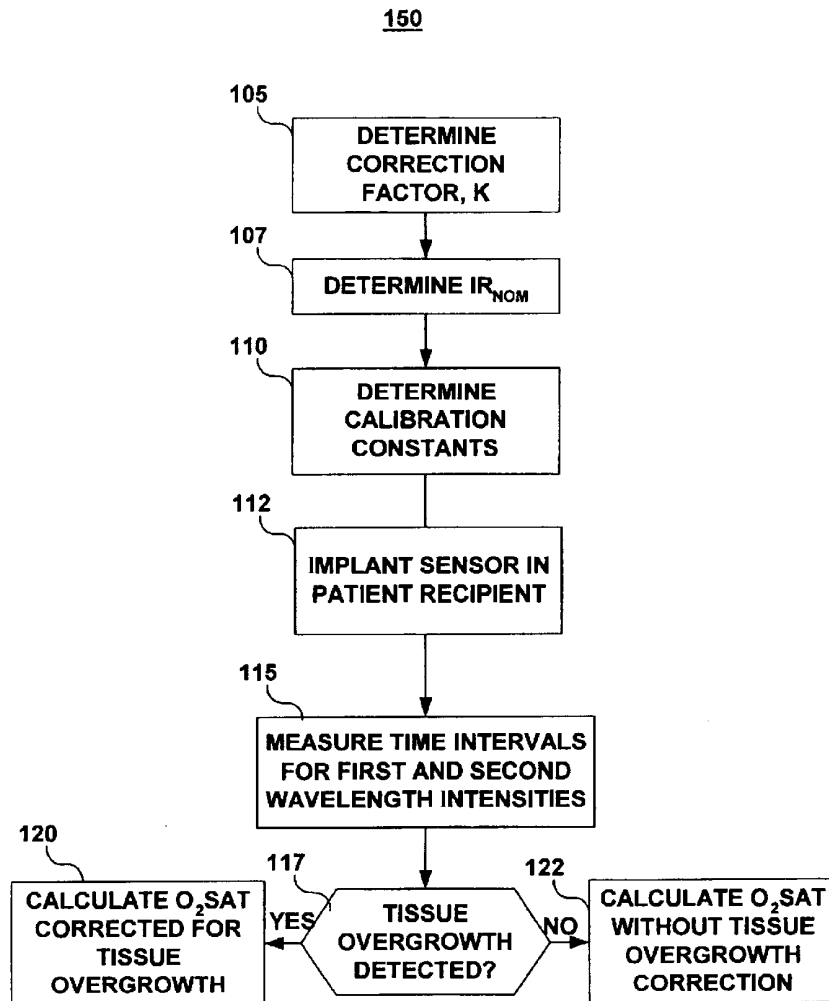 150
105
DETERMINE
CORRECTION
FACTOR, K
107
DETERMINE IR_NOM
110
DETERMINE
CALIBRATION
CONSTANTS
112
IMPLANT SENSOR IN
PATIENT RECIPIENT
115
MEASURE TIME INTERVALS
FOR FIRST AND SECOND
WAVELENGTH INTENSITIES
120
CALCULATE O₂SAT
CORRECTED FOR
TISSUE
OVERGROWTH
YES
117
TISSUE
OVERGROWTH
DETECTED?
NO
122
CALCULATE O₂SAT
WITHOUT TISSUE
OVERGROWTH
CORRECTION